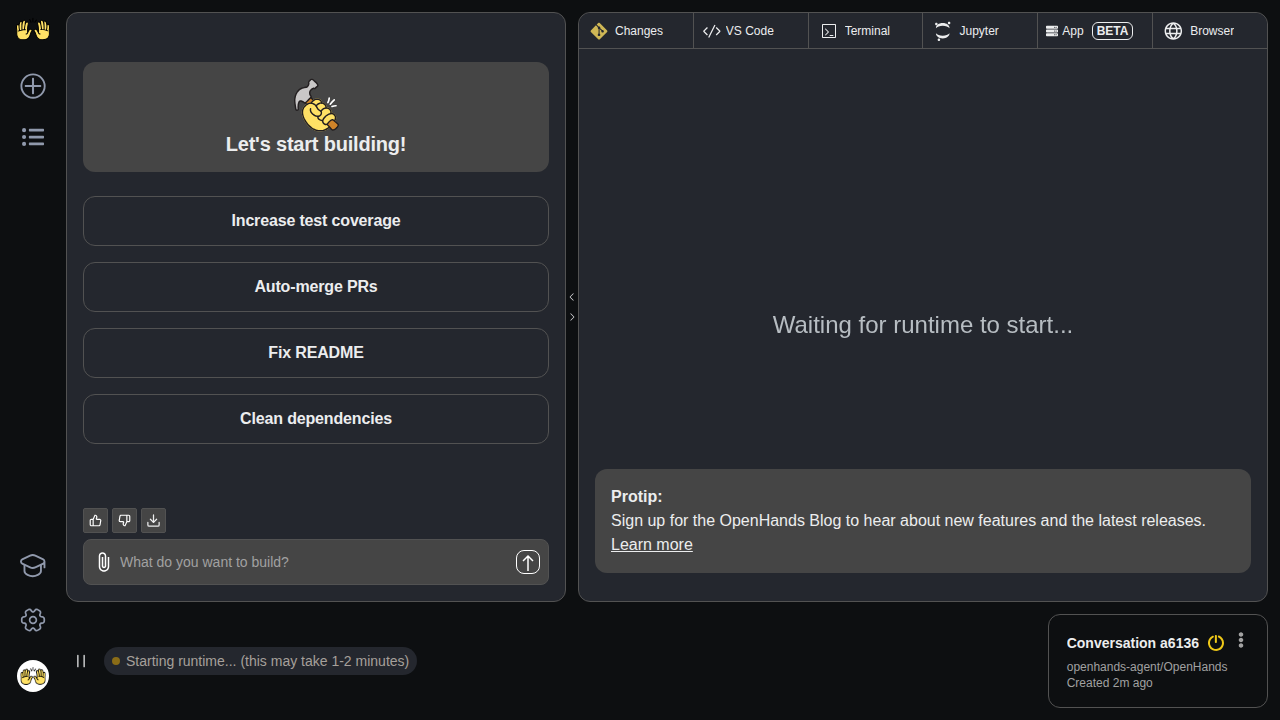 Let's start building!
Increase test coverage
Auto-merge PRs
Fix README
Clean dependencies
What do you want to build?
Changes
VS Code
Terminal
Jupyter
App BETA
Browser
Waiting for runtime to start...
Protip:
Sign up for the OpenHands Blog to hear about new features and the latest releases.
Learn more
Starting runtime... (this may take 1-2 minutes)
Conversation a6136
openhands-agent/OpenHands
Created 2m ago